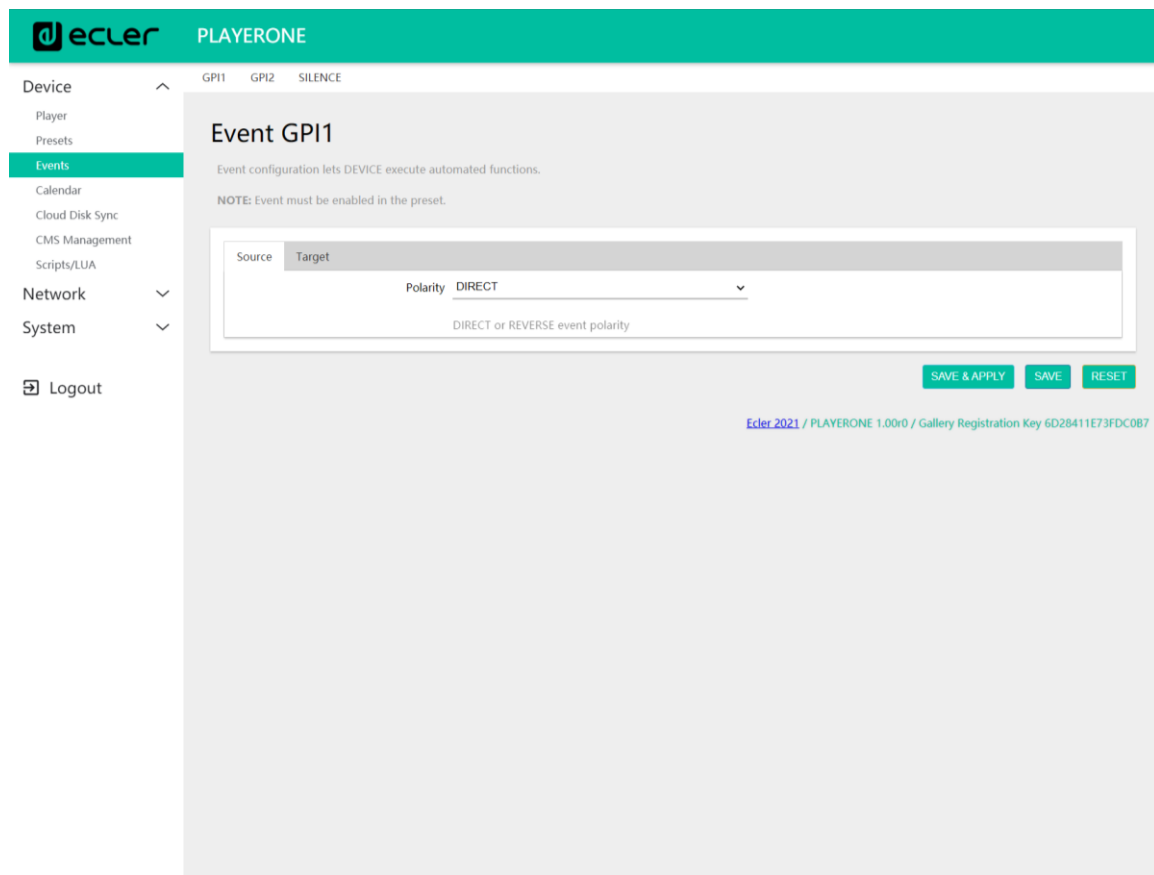 ecler
PLAYERONE
Device
Player
Presets
Events
Calendar
Cloud Disk Sync
CMS Management
Scripts/LUA
Network
System
Logout
GPI1 GPI2 SILENCE
Event GPI1
Event configuration lets DEVICE execute automated functions.
NOTE: Event must be enabled in the preset.
Source Target
Polarity DIRECT
DIRECT or REVERSE event polarity
SAVE & APPLY SAVE RESET
Ecler 2021 / PLAYERONE 1.00r0 / Gallery Registration Key 6D28411E73FDC0B7